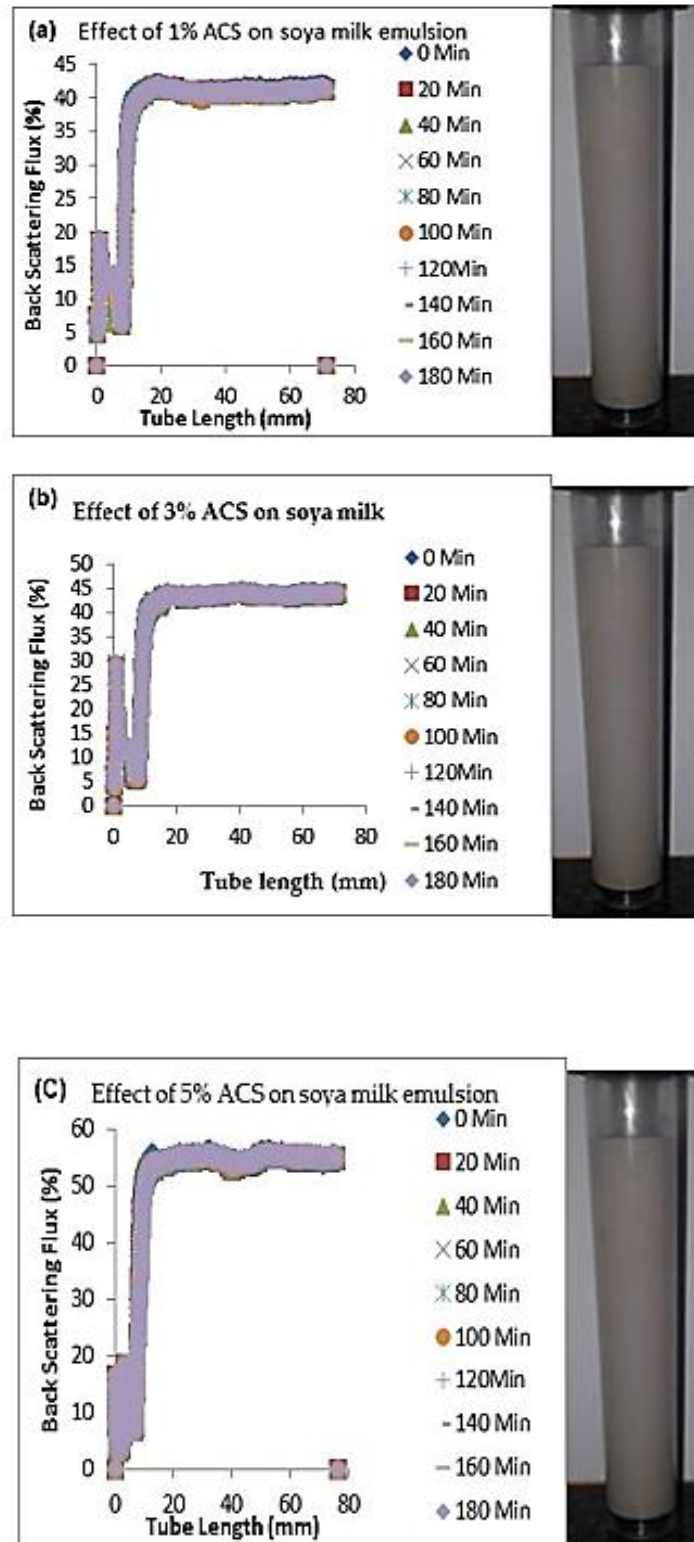 (a) Effect of 1% ACS on soya milk emulsion
Back Scattering Flux (%)
45
40
35
30
25
20
15
10
5
0
0 20 40 60 80
Tube Length (mm)
0 Min
20 Min
40 Min
60 Min
80 Min
100 Min
120Min
140 Min
160 Min
180 Min
(b) Effect of 3% ACS on soya milk
Back Scattering Flux (%)
50
45
40
35
30
25
20
15
10
5
0
0 20 40 60 80
Tube length (mm)
0 Min
20 Min
40 Min
60 Min
80 Min
100 Min
120Min
140 Min
160 Min
180 Min
(C) Effect of 5% ACS on soya milk emulsion
Back Scattering Flux (%)
60
50
40
30
20
10
0
0 20 40 60 80
Tube Length (mm)
0 Min
20 Min
40 Min
60 Min
80 Min
100 Min
120Min
140 Min
160 Min
180 Min